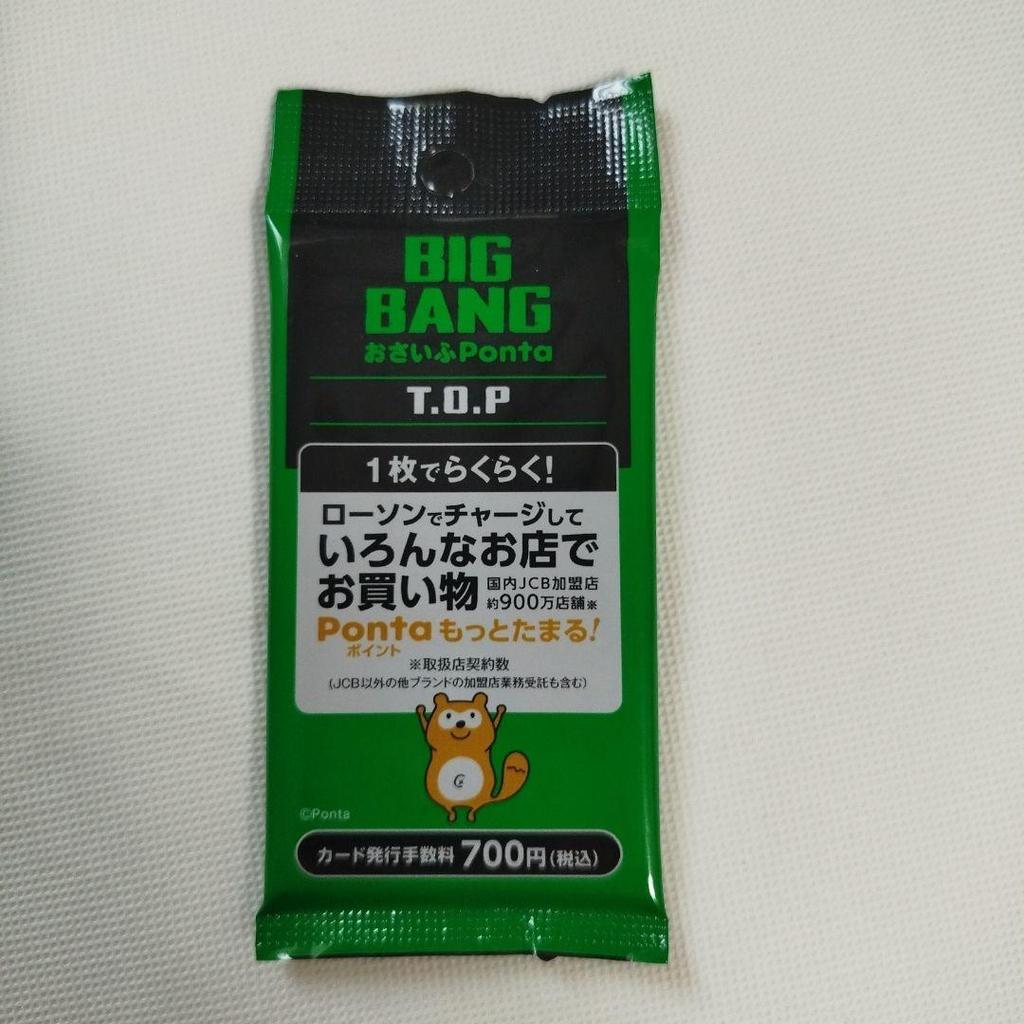 BIG
BANG
おさいふPonta
T.O.P
1枚でらくらく!
ローソンでチャージして
いろんなお店で
お買い物 国内JCB加盟店
約900万店舗※
Ponta もっとたまる!
ポイント
※取扱店契約数
(JCB以外の他ブランドの加盟店業務受託も含む)
©Ponta
カード発行手数料 700円(税込)